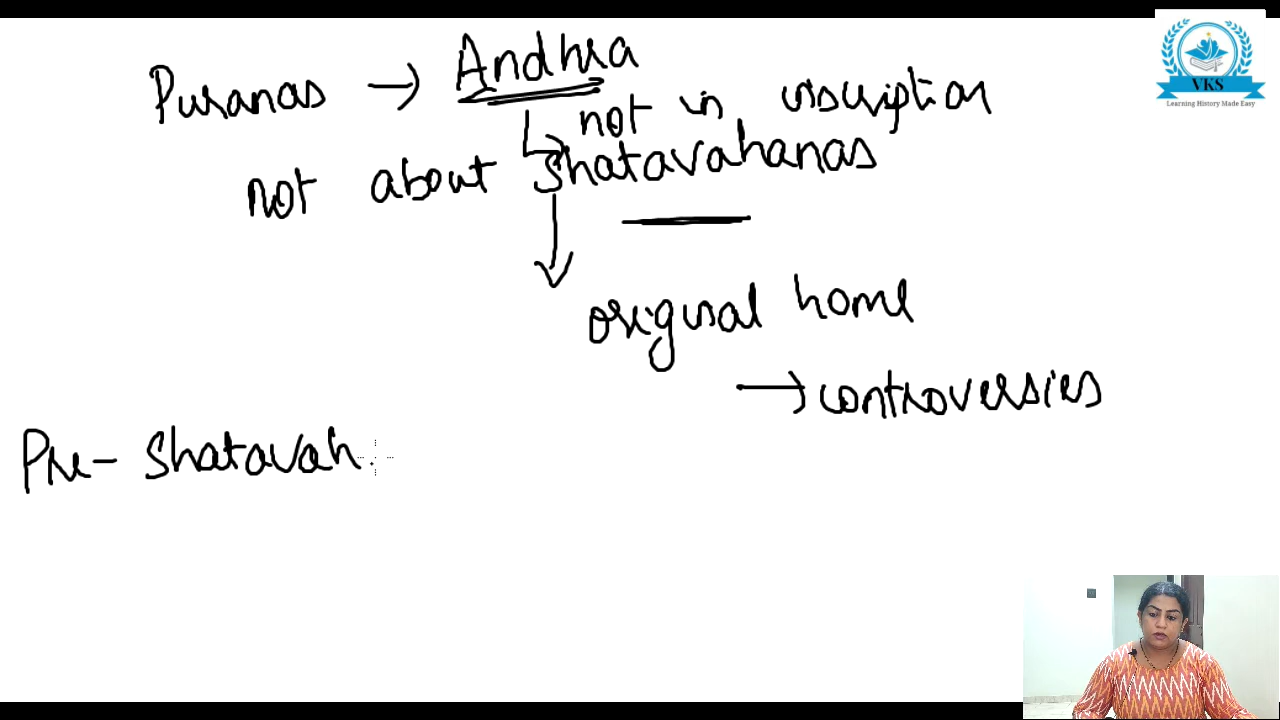 Puranas → Andhra
not in inscription
not about Shatavahanas
original home
→ controversies
Pre- Shatavah
VKS
Learning History Made Easy